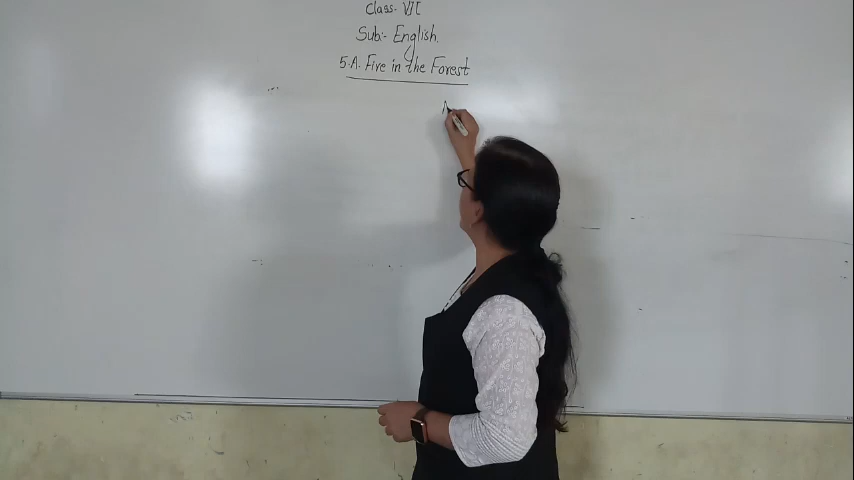 Class- VII
Sub:- English.
5.A. Fire in the Forest